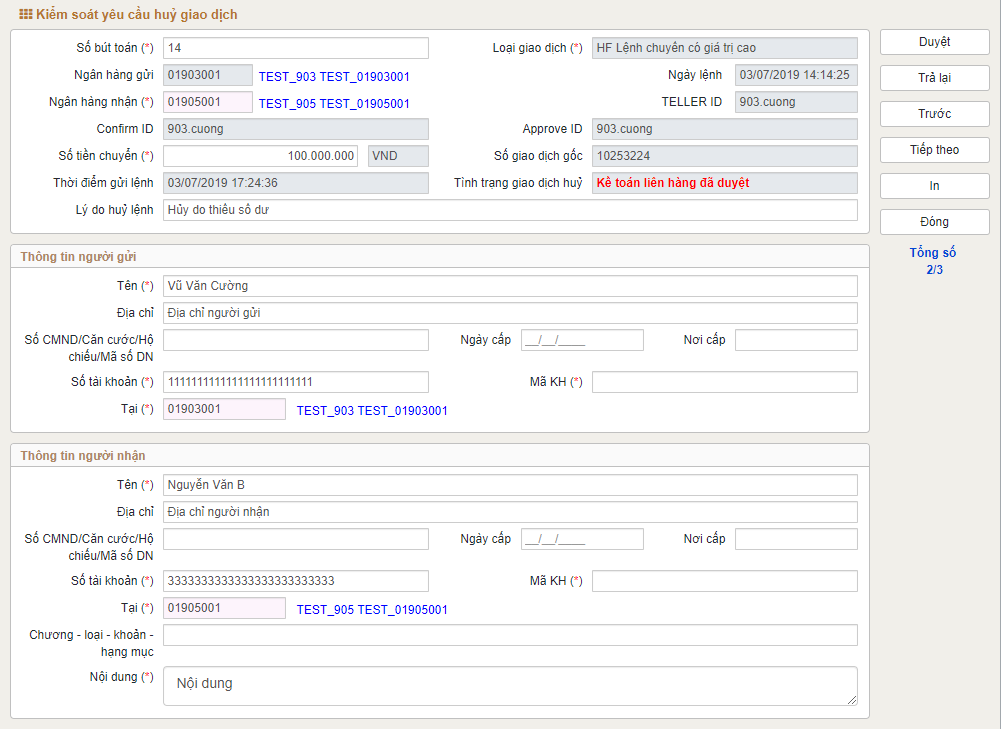 Kiểm soát yêu cầu huỷ giao dịch
Số bút toán (*) 14 Loại giao dịch (*) HF Lệnh chuyển có giá trị cao
Ngân hàng gửi 01903001 TEST_903 TEST_01903001 Ngày lệnh 03/07/2019 14:14:25
Ngân hàng nhận (*) 01905001 TEST_905 TEST_01905001 TELLER ID 903.cuong
Confirm ID 903.cuong Approve ID 903.cuong
Số tiền chuyển (*) 100.000.000 VND Số giao dịch gốc 10253224
Thời điểm gửi lệnh 03/07/2019 17:24:36 Tình trạng giao dịch huỷ Kế toán liên hàng đã duyệt
Lý do huỷ lệnh Hủy do thiếu số dư
Duyệt
Trả lại
Trước
Tiếp theo
In
Đóng
Tổng số
2/3
Thông tin người gửi
Tên (*) Vũ Văn Cường
Địa chỉ Địa chỉ người gửi
Số CMND/Căn cước/Hộ chiếu/Mã số DN Ngày cấp __/__/____ Nơi cấp
Số tài khoản (*) 1111111111111111111111111 Mã KH (*)
Tại (*) 01903001 TEST_903 TEST_01903001
Thông tin người nhận
Tên (*) Nguyễn Văn B
Địa chỉ Địa chỉ người nhận
Số CMND/Căn cước/Hộ chiếu/Mã số DN Ngày cấp __/__/____ Nơi cấp
Số tài khoản (*) 3333333333333333333333333 Mã KH (*)
Tại (*) 01905001 TEST_905 TEST_01905001
Chương - loại - khoản - hạng mục
Nội dung (*) Nội dung